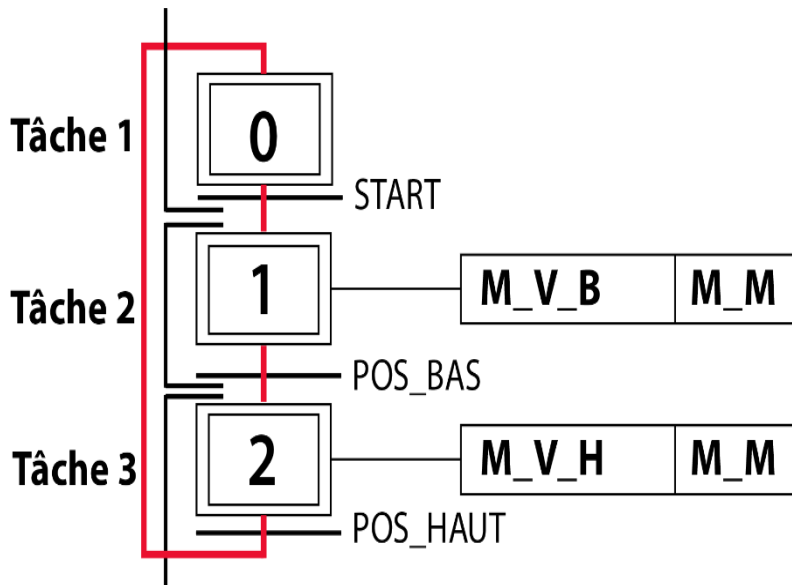 Tâche 1
0
START
Tâche 2
1
M_V_B M_M
POS_BAS
Tâche 3
2
M_V_H M_M
POS_HAUT